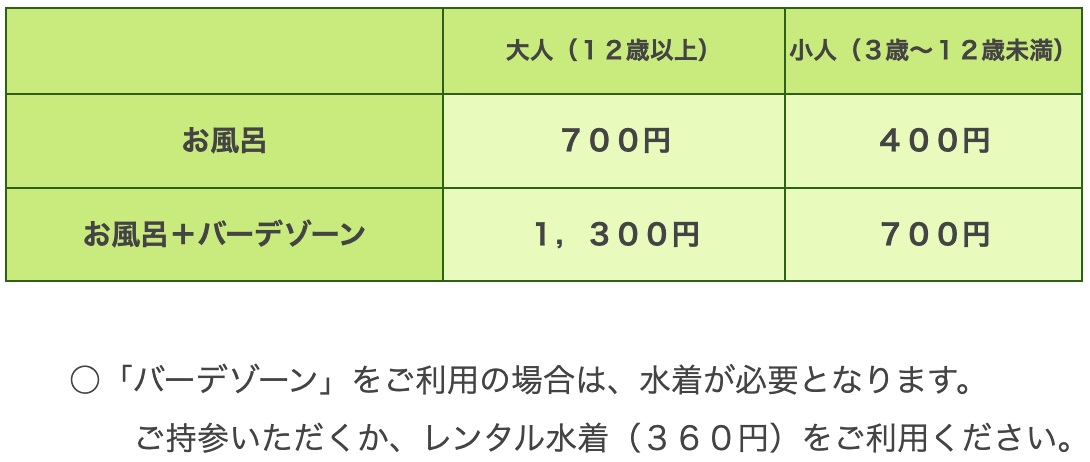 大人（１２歳以上） 小人（３歳～１２歳未満）
お風呂 ７００円 ４００円
お風呂＋バーデゾーン １，３００円 ７００円
○「バーデゾーン」をご利用の場合は、水着が必要となります。
ご持参いただくか、レンタル水着（３６０円）をご利用ください。